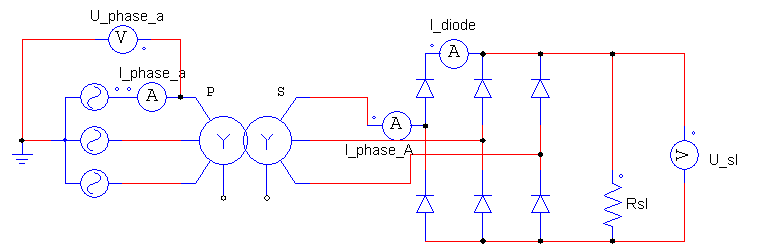 U_phase_a
V
I_diode
A
I_phase_a
A
P
S
Y
Y
A
I_phase_A
V
U_sl
Rsl